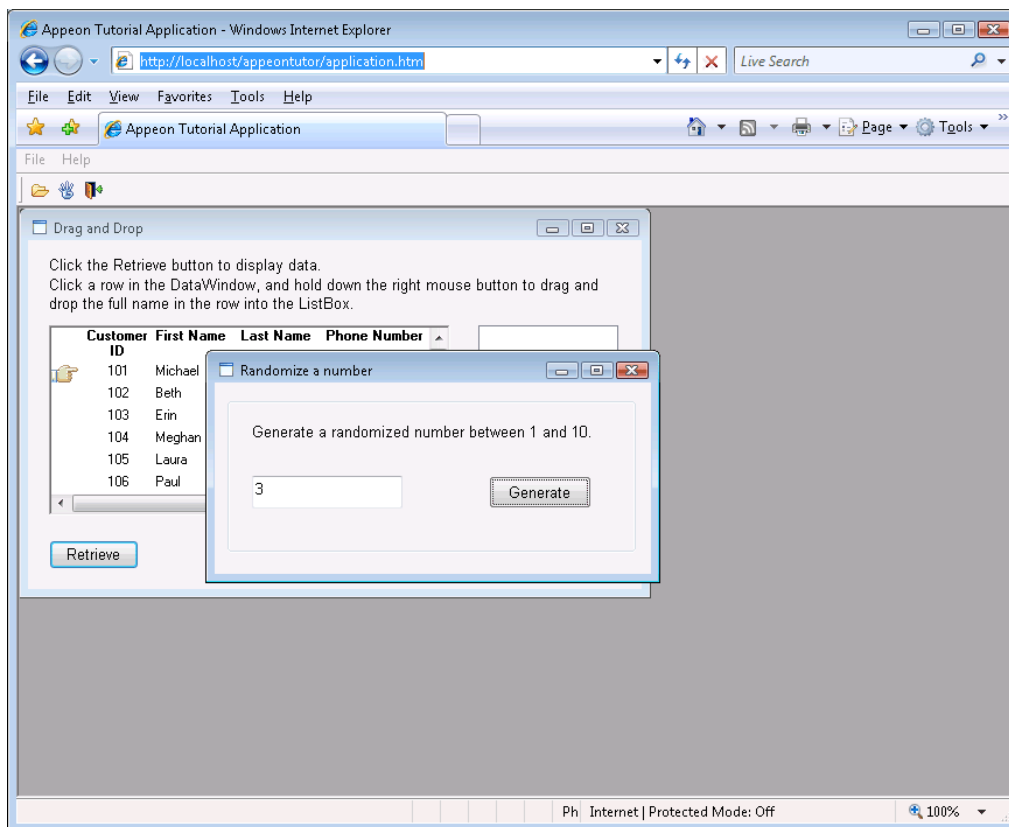 Appeon Tutorial Application - Windows Internet Explorer
http://localhost/appeontutor/application.htm
Live Search
File Edit View Favorites Tools Help
Appeon Tutorial Application
Page Tools
File Help
Drag and Drop
Click the Retrieve button to display data.
Click a row in the DataWindow, and hold down the right mouse button to drag and
drop the full name in the row into the ListBox.
Customer First Name Last Name Phone Number
ID
101 Michael
102 Beth
103 Erin
104 Meghan
105 Laura
106 Paul
Retrieve
Randomize a number
Generate a randomized number between 1 and 10.
3
Generate
Ph Internet | Protected Mode: Off
100%